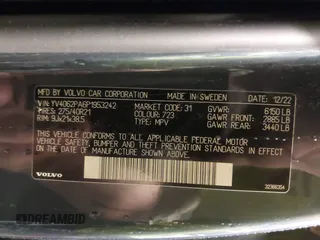 MFD BY VOLVO CAR CORPORATION MADE IN SWEDEN DATE: 12/22
VIN: YV4062PA6P1953242 MARKET CODE: 31 GVWR: 6150 LB
TIRES: 275/40R21 COLOUR: 723 GAWR FRONT: 2885 LB
RIM: 9Jx21x38.5 TYPE: MPV GAWR REAR: 3440 LB
THIS VEHICLE CONFORMS TO ALL APPLICABLE FEDERAL MOTOR
VEHICLE SAFETY, BUMPER AND THEFT PREVENTION STANDARDS IN EFFECT
ON THE DATE OF MANUFACTURE SHOWN ABOVE.
VOLVO
32366354
DREAMBID